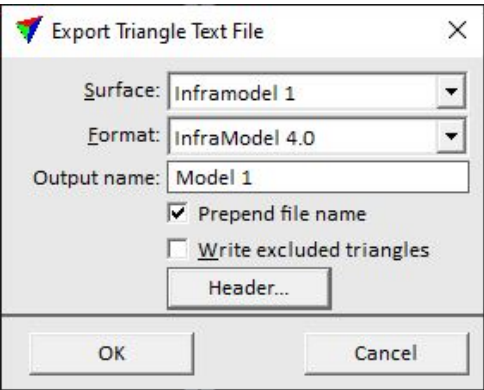 Export Triangle Text File
Surface: Inframodel 1
Format: InfraModel 4.0
Output name: Model 1
Prepend file name
Write excluded triangles
Header...
OK Cancel